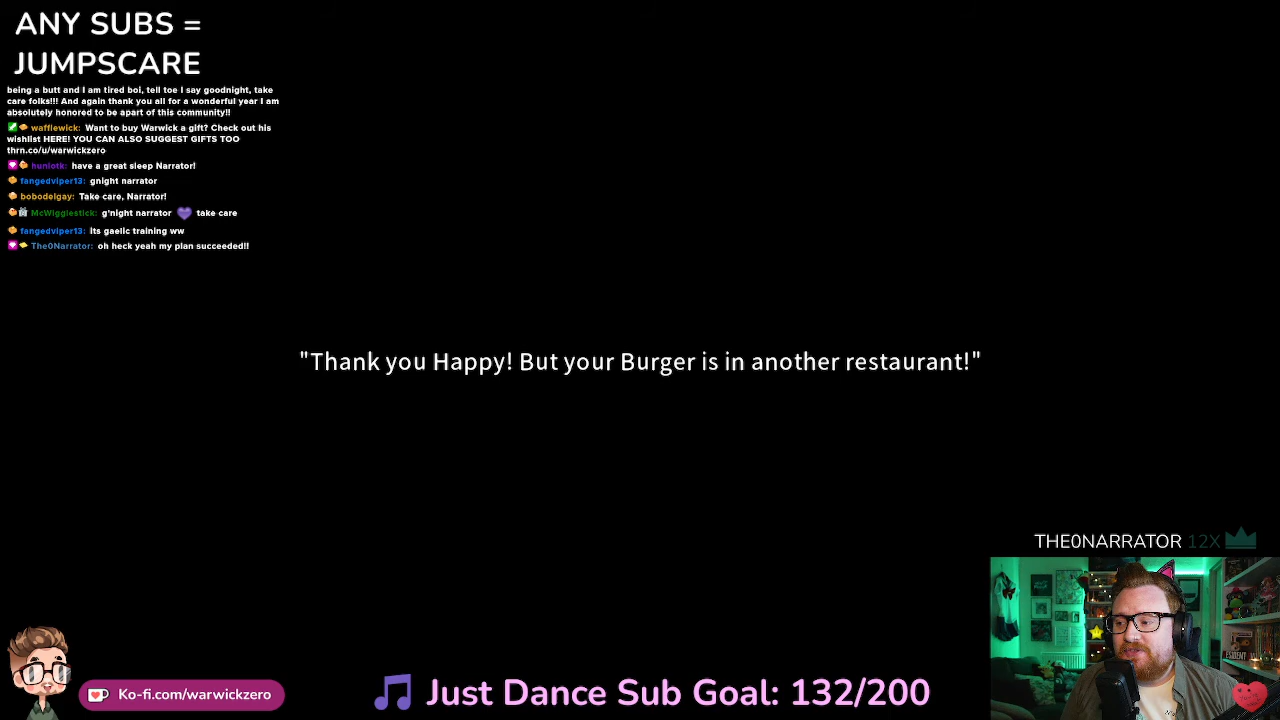 ANY SUBS =
JUMPSCARE
being a butt and I am tired boi, tell toe I say goodnight, take
care folks!!! And again thank you all for a wonderful year I am
absolutely honored to be apart of this community!!
wafflewick: Want to buy Warwick a gift? Check out his
wishlist HERE! YOU CAN ALSO SUGGEST GIFTS TOO
thrn.co/u/warwickzero
huniotk: have a great sleep Narrator!
fangedviper13: gnight narrator
bobodelgay: Take care, Narrator!
McWigglestick: g'night narrator take care
fangedviper13: its gaelic training ww
The0Narrator: oh heck yeah my plan succeeded!!
"Thank you Happy! But your Burger is in another restaurant!"
THE0NARRATOR 12X
Ko-fi.com/warwickzero
Just Dance Sub Goal: 132/200